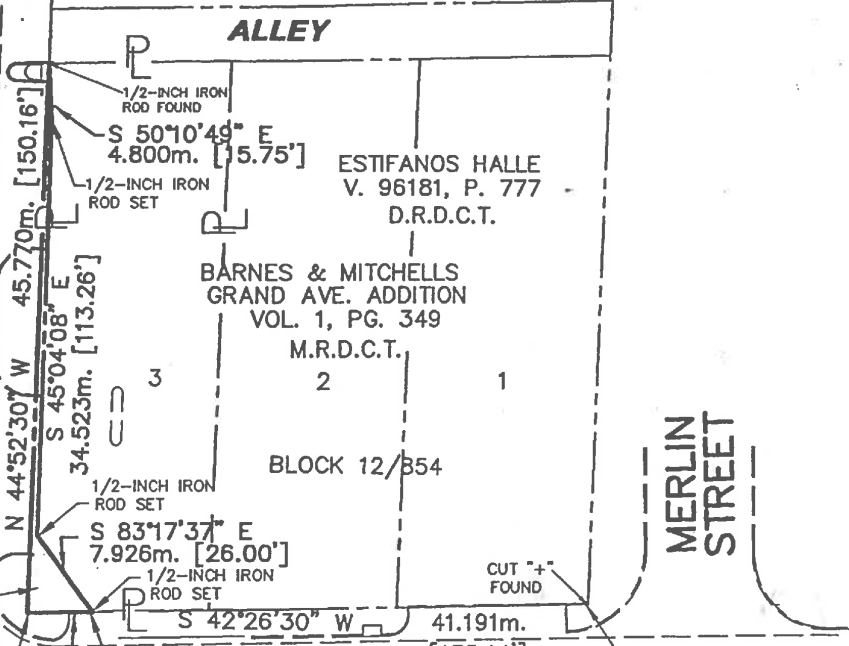 ALLEY
PL
1/2-INCH IRON
ROD FOUND
S 50°10'49" E
4.800m. [15.75']
1/2-INCH IRON
ROD SET
ESTIFANOS HALLE
V. 96181, P. 777
D.R.D.C.T.
PL
PL
BARNES & MITCHELLS
GRAND AVE. ADDITION
VOL. 1, PG. 349
M.R.D.C.T.
N 44°52'30" W 45.770m. [150.16']
S 45°04'08" E
34.523m. [113.26']
3
2
1
BLOCK 12/854
MERLIN
STREET
1/2-INCH IRON
ROD SET
S 83°17'37" E
7.926m. [26.00']
1/2-INCH IRON
ROD SET
CUT "+"
FOUND
PL
S 42°26'30" W 41.191m.